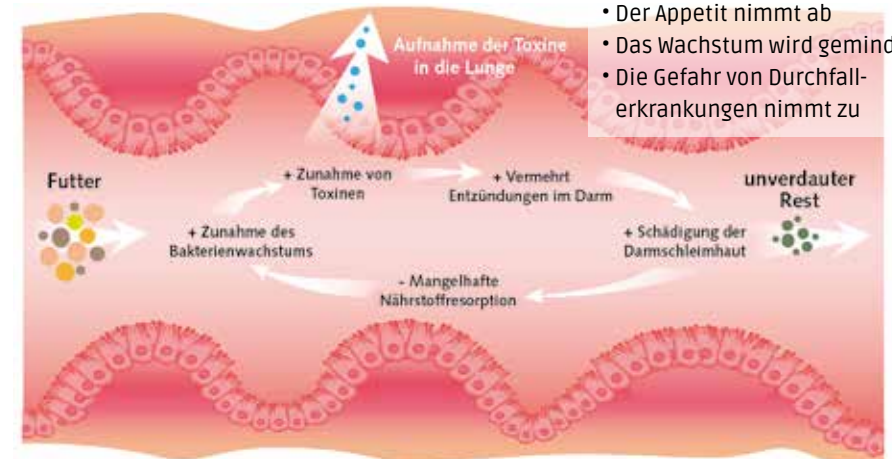 • Der Appetit nimmt ab
• Das Wachstum wird gemind
• Die Gefahr von Durchfall-
erkrankungen nimmt zu
Aufnahme der Toxine
in die Lunge
Futter
+ Zunahme von
Toxinen
+ Vermehrt
Entzündungen im Darm
unverdauter
Rest
+ Zunahme des
Bakterienwachstums
+ Schädigung der
Darmschleimhaut
- Mangelhafte
Nährstoffresorption